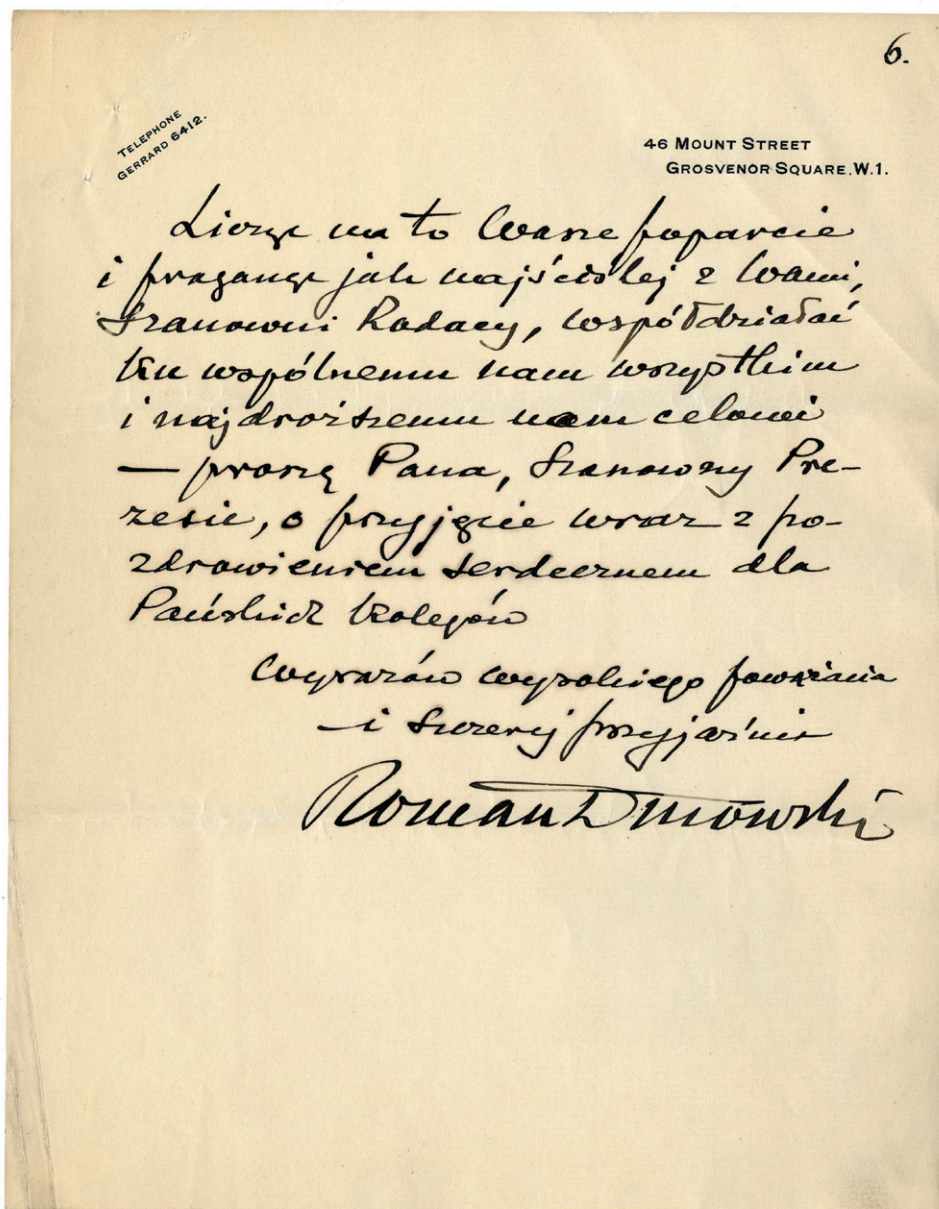 6.
TELEPHONE
GERRARD 6412.
46 MOUNT STREET
GROSVENOR SQUARE.W.1.
Licząc na to Wasze poparcie
i pragnąc jak najściślej z Wami,
Szanowni Rodacy, współdziałać
ku wspólnemu nam wszystkim
i najdroższemu nam celowi
— proszę Pana, Szanowny Pre-
zesie, o przyjęcie wraz z po-
zdrowieniem serdecznem dla
Pańskich kolegów
wyrazów wysokiego poważania
— i szczerej przyjaźni
Roman Dmowski